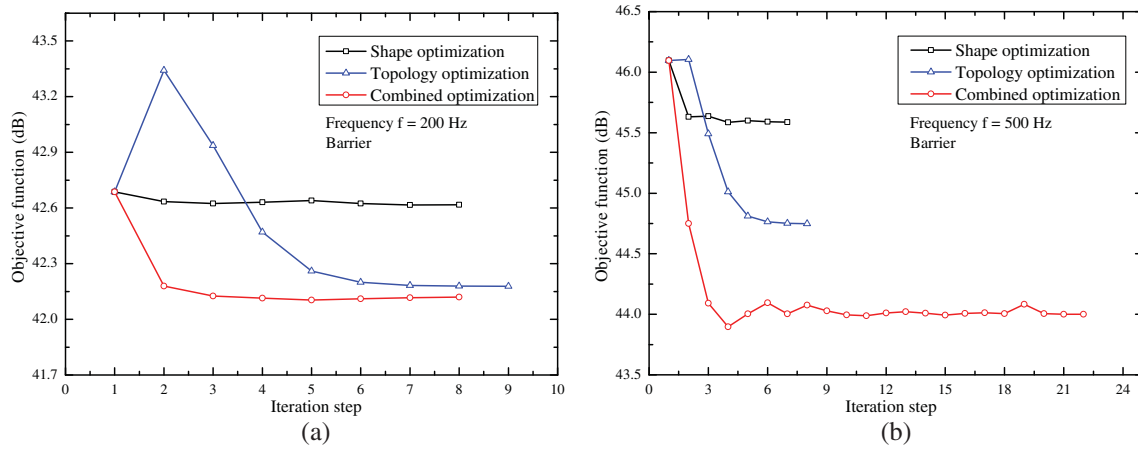 43.5
43.2
42.9
42.6
42.3
42.0
41.7
Objective function (dB)
Shape optimization
Topology optimization
Combined optimization
Frequency f = 200 Hz
Barrier
0 1 2 3 4 5 6 7 8 9 10
Iteration step
(a)
46.5
46.0
45.5
45.0
44.5
44.0
43.5
Objective function (dB)
Shape optimization
Topology optimization
Combined optimization
Frequency f = 500 Hz
Barrier
0 3 6 9 12 15 18 21 24
Iteration step
(b)